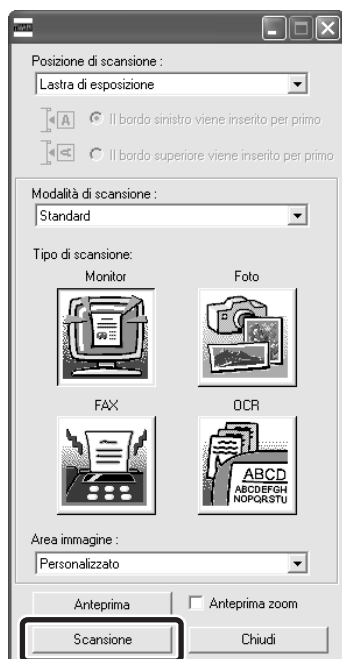 Posizione di scansione :
Lastra di esposizione
A
Il bordo sinistro viene inserito per primo
A
Il bordo superiore viene inserito per primo
Modalità di scansione :
Standard
Tipo di scansione:
Monitor
Foto
FAX
OCR
ABCD
ABCDEFGH
NOPQRSTU
Area immagine :
Personalizzato
Anteprima
Anteprima zoom
Scansione
Chiudi